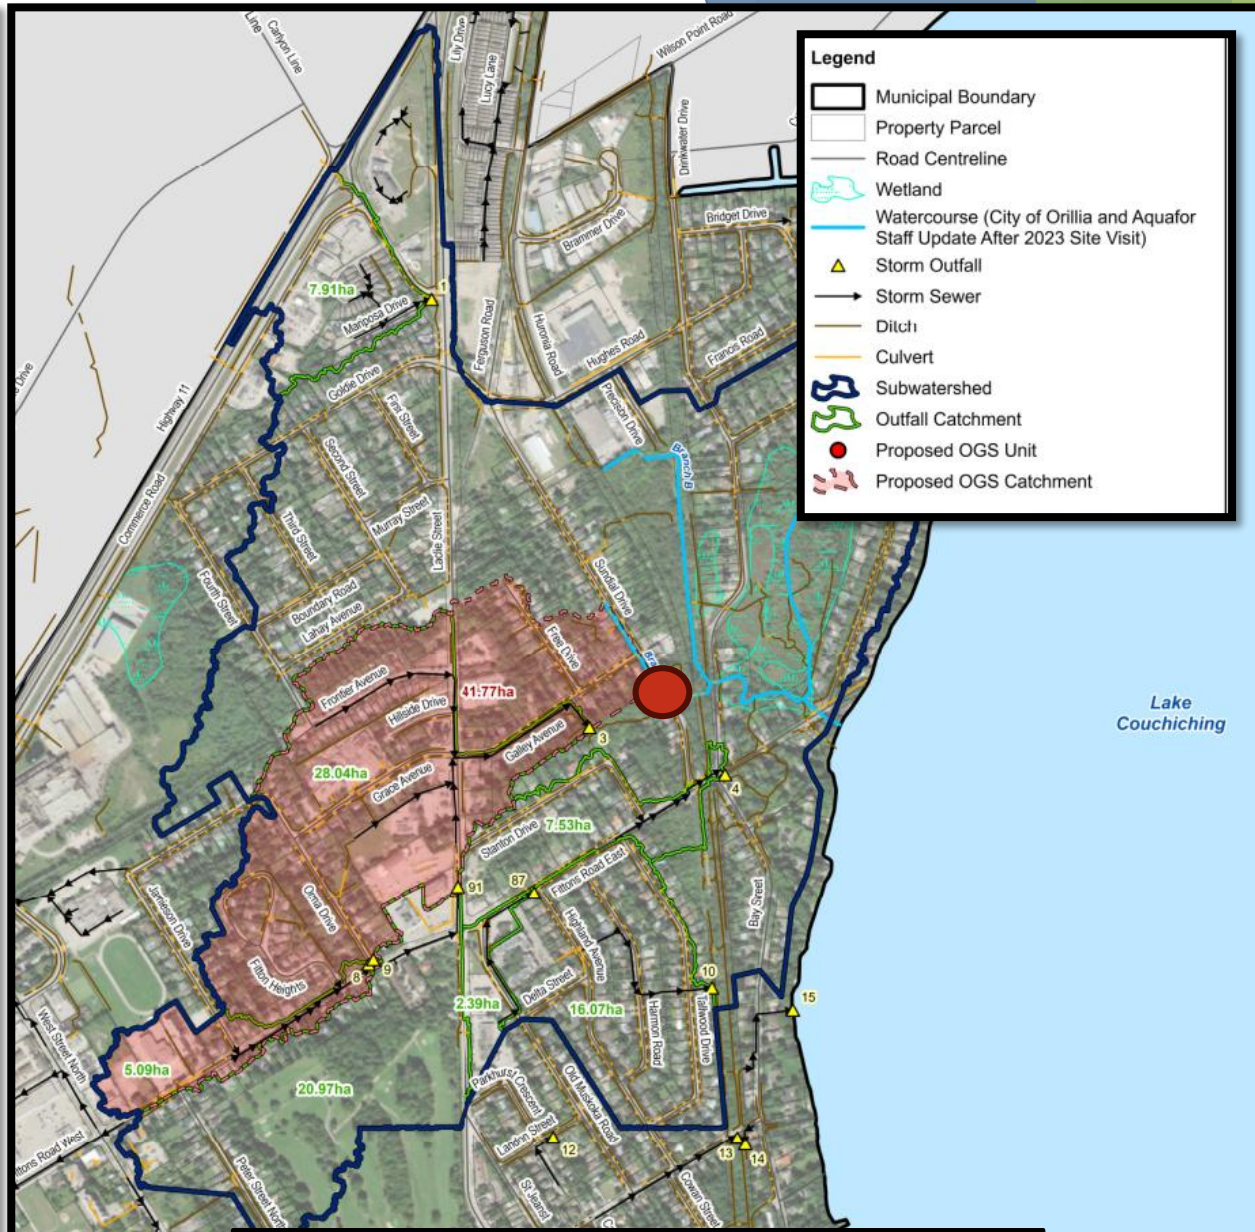 Legend
Municipal Boundary
Property Parcel
Road Centreline
Wetland
Watercourse (City of Orillia and Aquafor
Staff Update After 2023 Site Visit)
Storm Outfall
Storm Sewer
Ditch
Culvert
Subwatershed
Outfall Catchment
Proposed OGS Unit
Proposed OGS Catchment
Line
Carlyon Line
Lily Drive
Lucy Lane
Wilson Point Road
Drinkwater Drive
Bridget Drive
Brammer Drive
7.91ha
Mariposa Drive
1
Ferguson Road
Huronia Road
Hughes Road
Francis Road
Drive
Highway 11
Goldie Drive
First Street
Precision Drive
Second Street
Branch B
Commerce Road
Third Street
Murray Street
Laclie Street
Fourth Street
Boundary Road
Lahay Avenue
Sundial Drive
Free Drive
Frontier Avenue
41.77ha
Hillside Drive
Galley Avenue
3
28.04ha
Grace Avenue
4
Lake
Couchiching
Stanton Drive
7.53ha
91
87
Fittons Road East
Jamieson Drive
Orma Drive
Highland Avenue
Bay Street
8
9
Fitton Heights
Delta Street
10
2.39ha
16.07ha
Harmon Road
Tallwood Drive
15
West Street North
5.09ha
20.97ha
Parkhurst Crescent
Old Muskoka Road
Landon Street
12
13
14
ittons Road West
Peter Street North
St Jean
Cowan Street